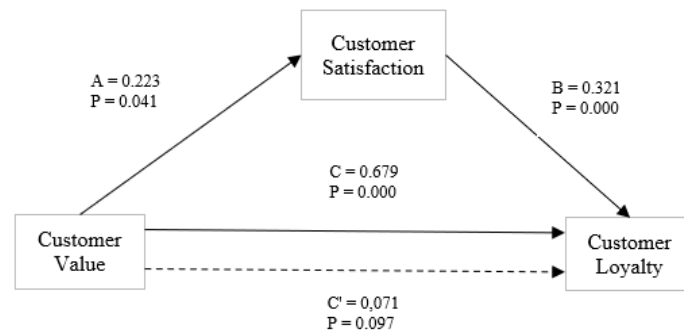 Customer
Satisfaction
A = 0.223
P = 0.041
B = 0.321
P = 0.000
C = 0.679
P = 0.000
Customer
Value
Customer
Loyalty
C' = 0,071
P = 0.097